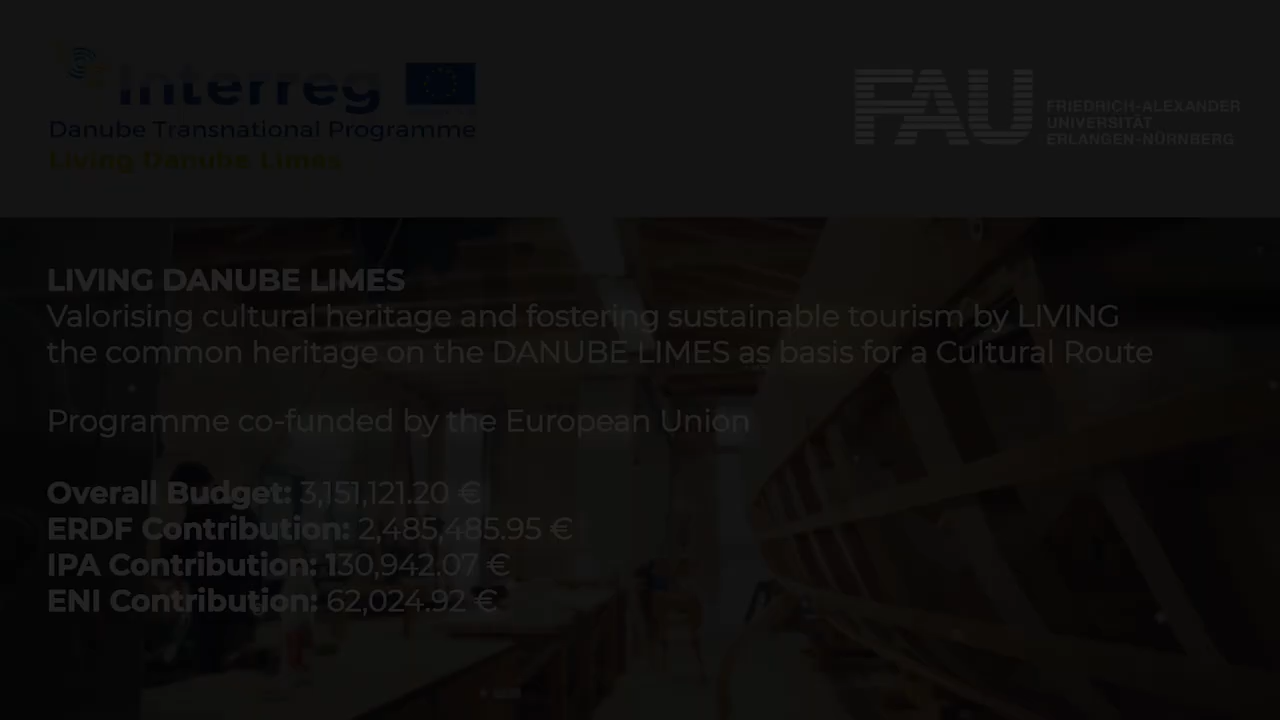 Interreg
Danube Transnational Programme
Living Danube Limes
FAU
FRIEDRICH-ALEXANDER
UNIVERSITÄT
ERLANGEN-NÜRNBERG
LIVING DANUBE LIMES
Valorising cultural heritage and fostering sustainable tourism by LIVING
the common heritage on the DANUBE LIMES as basis for a Cultural Route
Programme co-funded by the European Union
Overall Budget: 3,151,121.20 €
ERDF Contribution: 2,485,485.95 €
IPA Contribution: 130,942.07 €
ENI Contribution: 62,024.92 €